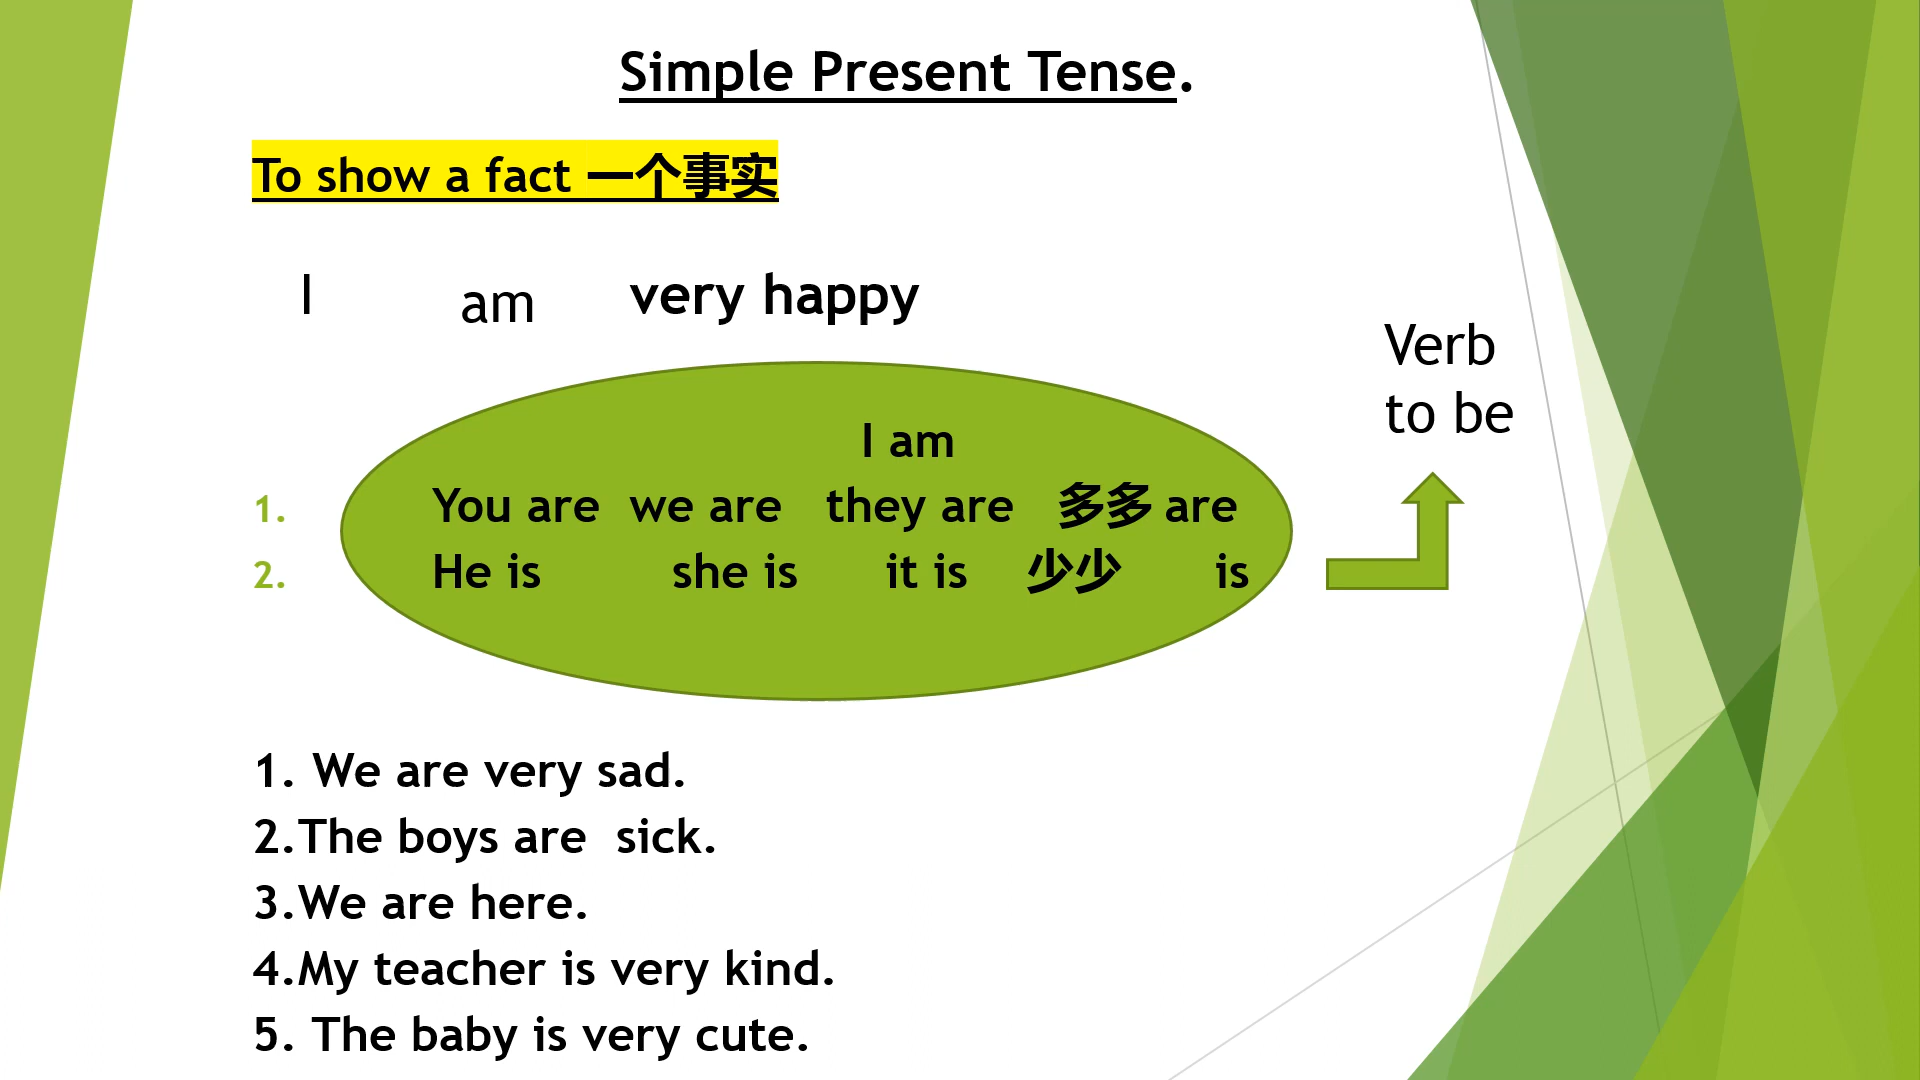 Simple Present Tense.
To show a fact 一个事实
I am very happy
Verb
to be
I am
1. You are we are they are 多多 are
2. He is she is it is 少少 is
1. We are very sad.
2.The boys are sick.
3.We are here.
4.My teacher is very kind.
5. The baby is very cute.